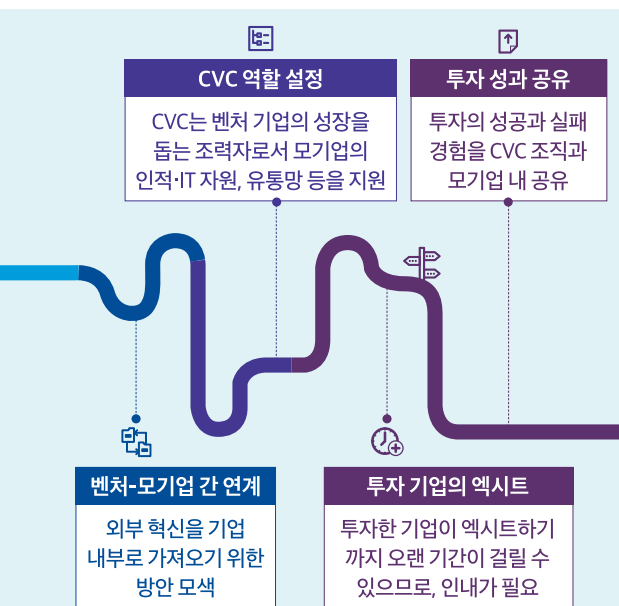 CVC 역할 설정
CVC는 벤처 기업의 성장을
돕는 조력자로서 모기업의
인적·IT 자원, 유통망 등을 지원
투자 성과 공유
투자의 성공과 실패
경험을 CVC 조직과
모기업 내 공유
벤처-모기업 간 연계
외부 혁신을 기업
내부로 가져오기 위한
방안 모색
투자 기업의 엑시트
투자한 기업이 엑시트하기
까지 오랜 기간이 걸릴 수
있으므로, 인내가 필요